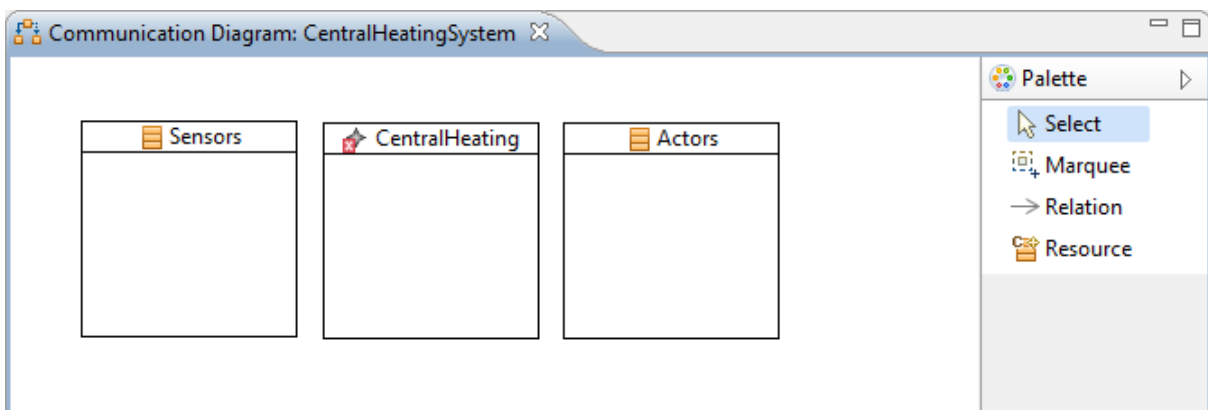 Communication Diagram: CentralHeatingSystem
Palette
Select
Marquee
Relation
Resource
Sensors
CentralHeating
Actors